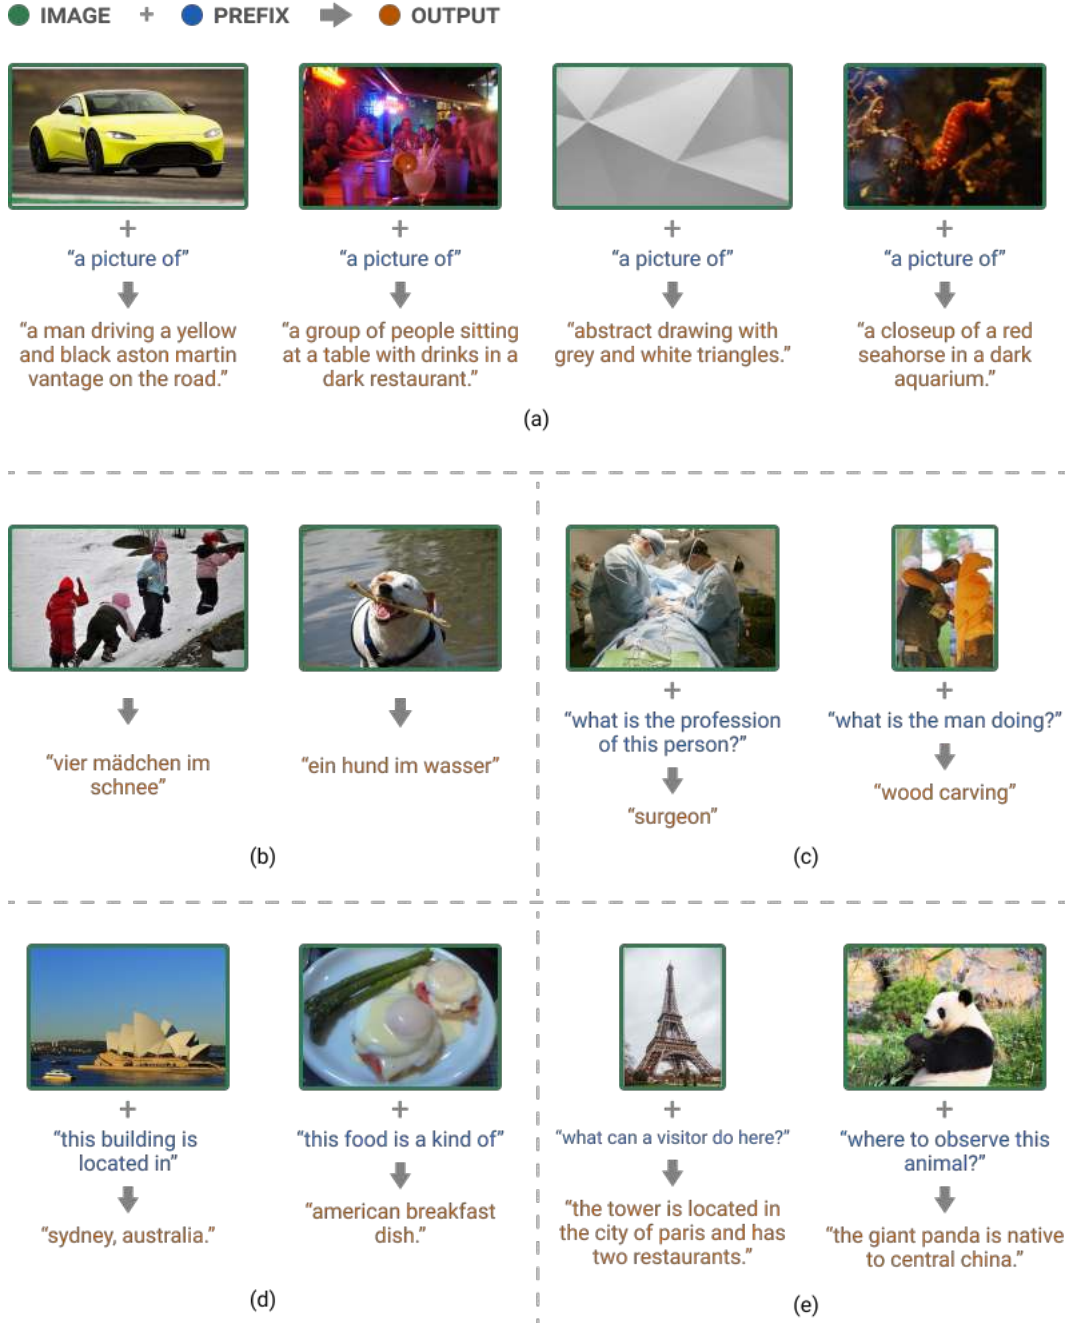 IMAGE + PREFIX OUTPUT
+ + + +
“a picture of” “a picture of” “a picture of” “a picture of”
“a man driving a yellow
and black aston martin
vantage on the road.”
“a group of people sitting
at a table with drinks in a
dark restaurant.”
“abstract drawing with
grey and white triangles.”
“a closeup of a red
seahorse in a dark
aquarium.”
(a)
“vier mädchen im
schnee”
“ein hund im wasser”
(b)
+
“what is the profession
of this person?”
“surgeon”
+
“what is the man doing?”
“wood carving”
(c)
+
“this building is
located in”
“sydney, australia.”
+
“this food is a kind of”
“american breakfast
dish.”
(d)
+
“what can a visitor do here?”
“the tower is located in
the city of paris and has
two restaurants.”
+
“where to observe this
animal?”
“the giant panda is native
to central china.”
(e)